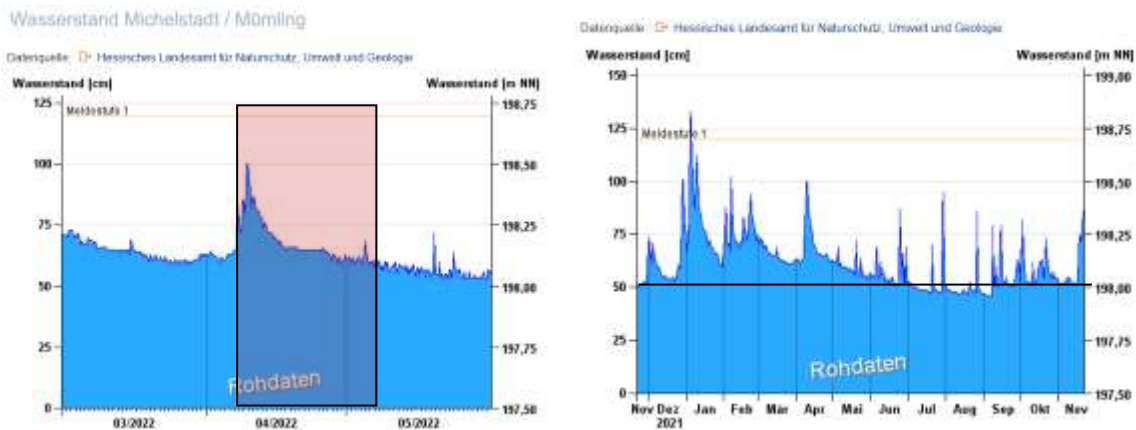 Wasserstand Michelstadt / Mümling
Datenquelle: Hessisches Landesamt für Naturschutz, Umwelt und Geologie
Wasserstand [cm] Wasserstand [m NN]
125 198,75
Meldestufe 1
100 198,50
75 198,25
50 198,00
25 197,75
Rohdaten
0 197,50
03/2022 04/2022 05/2022
Datenquelle: Hessisches Landesamt für Naturschutz, Umwelt und Geologie
Wasserstand [cm] Wasserstand [m NN]
150 199,00
125 198,75
Meldestufe 1
100 198,50
75 198,25
50 198,00
25 197,75
Rohdaten
0 197,50
Nov Dez Jan Feb Mär Apr Mai Jun Jul Aug Sep Okt Nov
2021